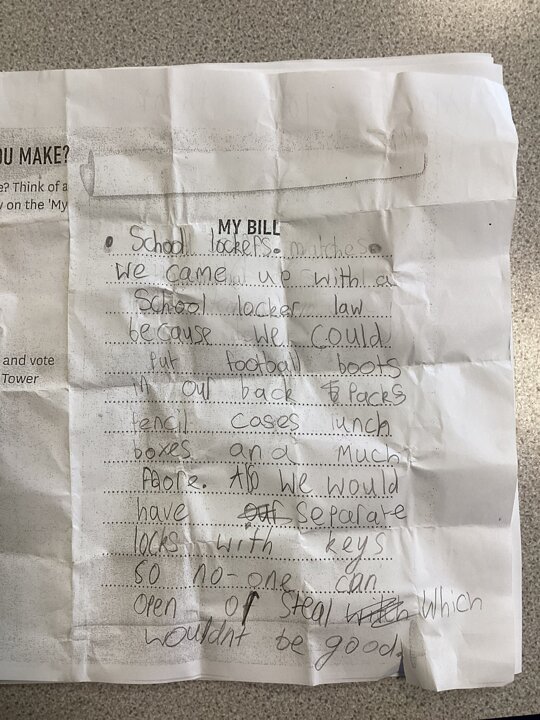 OU MAKE?
e? Think of a
y on the 'My
and vote
Tower
MY BILL
• School lockers.
we came up with a
School locker law
because we could
Put football boots
in our back packs
Pencil cases lunch
boxes and much
More. Also we would
have our separate
locks with keys
so no-one can
open or steal which which
wouldnt be good.